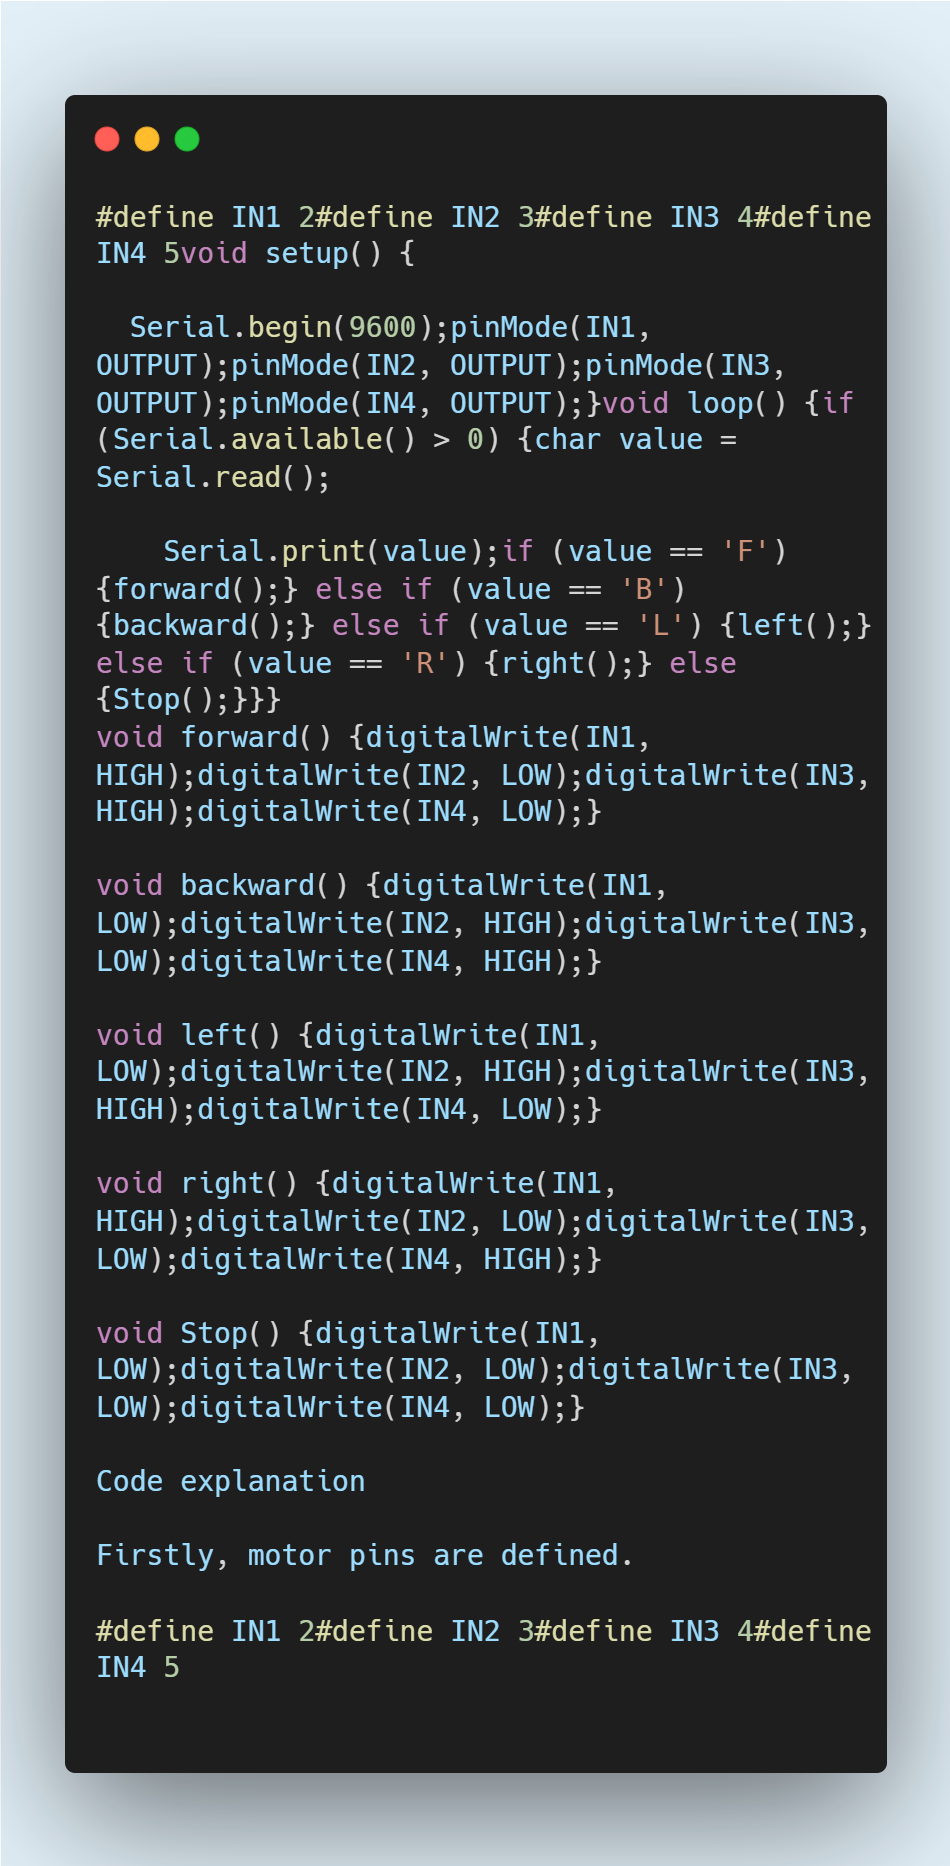 #define IN1 2#define IN2 3#define IN3 4#define
IN4 5void setup() {
  Serial.begin(9600);pinMode(IN1,
OUTPUT);pinMode(IN2, OUTPUT);pinMode(IN3,
OUTPUT);pinMode(IN4, OUTPUT);}void loop() {if
(Serial.available() > 0) {char value =
Serial.read();
    Serial.print(value);if (value == 'F')
{forward();} else if (value == 'B')
{backward();} else if (value == 'L') {left();}
else if (value == 'R') {right();} else
{Stop();}}}
void forward() {digitalWrite(IN1,
HIGH);digitalWrite(IN2, LOW);digitalWrite(IN3,
HIGH);digitalWrite(IN4, LOW);}
void backward() {digitalWrite(IN1,
LOW);digitalWrite(IN2, HIGH);digitalWrite(IN3,
LOW);digitalWrite(IN4, HIGH);}
void left() {digitalWrite(IN1,
LOW);digitalWrite(IN2, HIGH);digitalWrite(IN3,
HIGH);digitalWrite(IN4, LOW);}
void right() {digitalWrite(IN1,
HIGH);digitalWrite(IN2, LOW);digitalWrite(IN3,
LOW);digitalWrite(IN4, HIGH);}
void Stop() {digitalWrite(IN1,
LOW);digitalWrite(IN2, LOW);digitalWrite(IN3,
LOW);digitalWrite(IN4, LOW);}
Code explanation
Firstly, motor pins are defined.
#define IN1 2#define IN2 3#define IN3 4#define
IN4 5